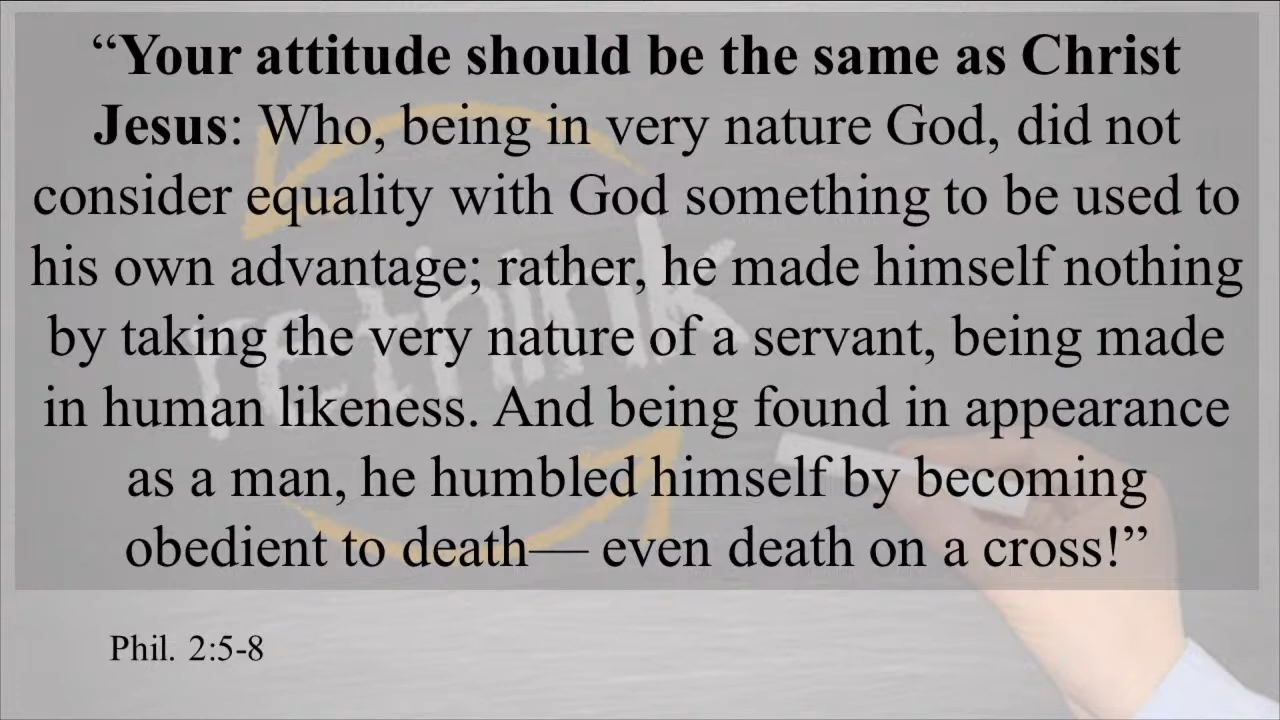 “Your attitude should be the same as Christ
Jesus: Who, being in very nature God, did not
consider equality with God something to be used to
his own advantage; rather, he made himself nothing
by taking the very nature of a servant, being made
in human likeness. And being found in appearance
as a man, he humbled himself by becoming
obedient to death— even death on a cross!”
rethink
Phil. 2:5-8